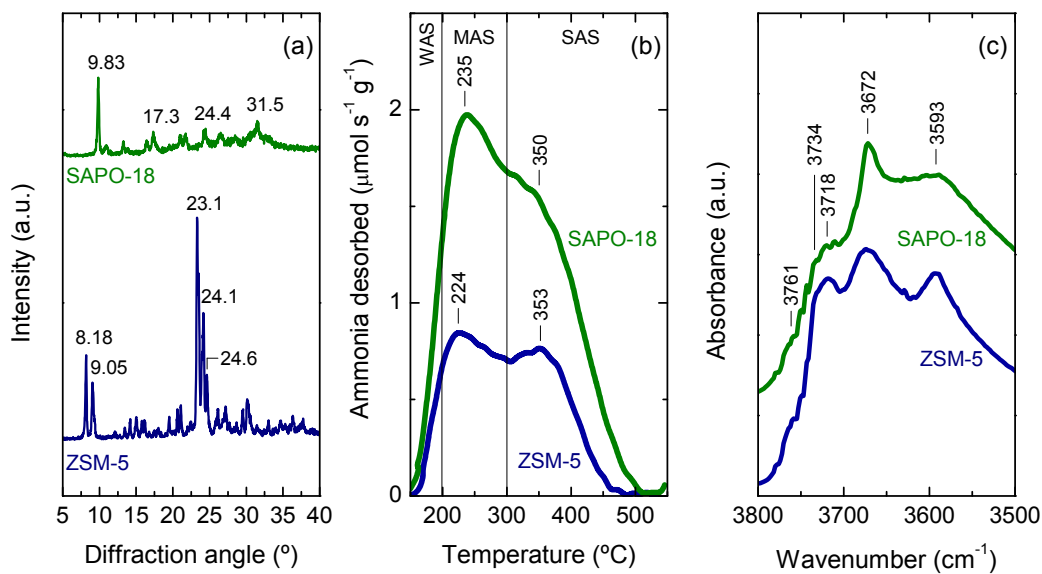 (a)
9.83
17.3
24.4
31.5
SAPO-18
23.1
24.1
24.6
8.18
9.05
ZSM-5
Intensity (a.u.)
5 10 15 20 25 30 35 40
Diffraction angle (º)
WAS
MAS
SAS
(b)
235
350
SAPO-18
224
353
ZSM-5
2
1
0
Ammonia desorbed (μmol s⁻¹ g⁻¹)
200 300 400 500
Temperature (ºC)
(c)
3761
3734
3718
3672
3593
SAPO-18
ZSM-5
Absorbance (a.u.)
3800 3700 3600 3500
Wavenumber (cm⁻¹)